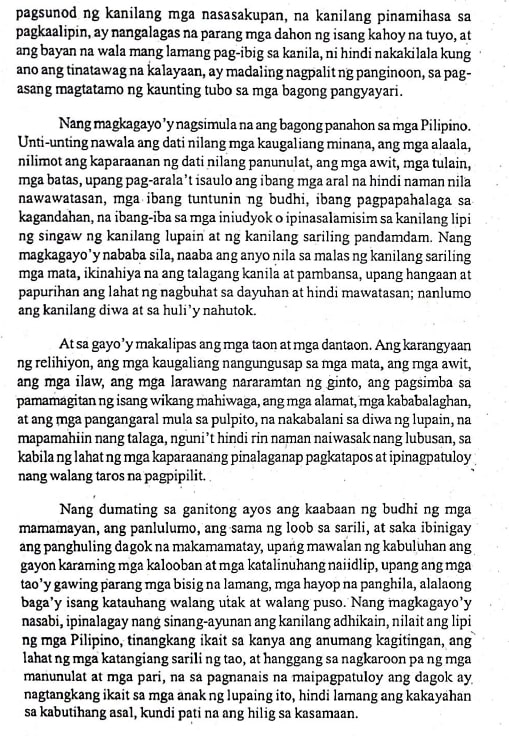 pagsunod ng kanilang mga nasasakupan, na kanilang pinamihasa sa
pagkaalipin, ay nangalagas na parang mga dahon ng isang kahoy na tuyo, at
ang bayan na wala mang lamang pag-ibig sa kanila, ni hindi nakakilala kung
ano ang tinatawag na kalayaan, ay madaling nagpalit ng panginoon, sa pag-
asang magtatamo ng kaunting tubo sa mga bagong pangyayari.
Nang magkagayo'y nagsimula na ang bagong panahon sa mga Pilipino.
Unti-unting nawala ang dati nilang mga kaugaliang minana, ang mga alaala,
nilimot ang kaparaanan ng dati nilang panunulat, ang mga awit, mga tulain,
mga batas, upang pag-arala't isaulo ang ibang mga aral na hindi naman nila
nawawatasan, mga ibang tuntunin ng budhi, ibang pagpapahalaga sa
kagandahan, na ibang-iba sa mga iniudyok o ipinasalamisim sa kanilang lipi
ng singaw ng kanilang lupain at ng kanilang sariling pandamdam. Nang
magkagayo'y nababa sila, naaba ang anyo nila sa malas ng kanilang sariling
mga mata, ikinahiya na ang talagang kanila at pambansa, upang hangaan at
papurihan ang lahat ng nagbuhat sa dayuhan at hindi mawatasan; nanlumo
ang kanilang diwa at sa huli'y nahutok.
At sa gayo'y makalipas ang mga taon at mga dantaon. Ang karangyaan
ng relihiyon, ang mga kaugaliang nangungusap sa mga mata, ang mga awit,
ang mga ilaw, ang mga larawang nararamtan ng ginto, ang pagsimba sa
pamamagitan ng isang wikang mahiwaga, ang mga alamat, mga kababalaghan,
at ang mga pangangaral mula sa pulpito, na nakabalani sa diwa ng lupain, na
mapamahiin nang talaga, nguni't hindi rin naman naiwasak nang lubusan, sa
kabila ng lahat ng mga kaparaanang pinalaganap pagkatapos at ipinagpatuloy
nang walang taros na pagpipilit.
Nang dumating sa ganitong ayos ang kaabaan ng budhi ng mga
mamamayan, ang panlulumo, ang sama ng loob sa sarili, at saka ibinigay
ang panghuling dagok na makamamatay, upang mawalan ng kabuluhan ang
gayon karaming mga kalooban at mga katalinuhang naiidlip, upang ang mga
tao'y gawing parang mga bisig na lamang, mga hayop na panghila, alalaong
baga'y isang katauhang walang utak at walang puso. Nang magkagayo'y
nasabi, ipinalagay nang sinang-ayunan ang kanilang adhikain, nilait ang lipi
ng mga Pilipino, tinangkang ikait sa kanya ang anumang kagitingan, ang
lahat ng mga katangiang sarili ng tao, at hanggang sa nagkaroon pa ng mga
manunulat at mga pari, na sa pagnanais na maipagpatuloy ang dagok ay
nagtangkang ikait sa mga anak ng lupaing ito, hindi lamang ang kakayahan
sa kabutihang asal, kundi pati na ang hilig sa kasamaan.